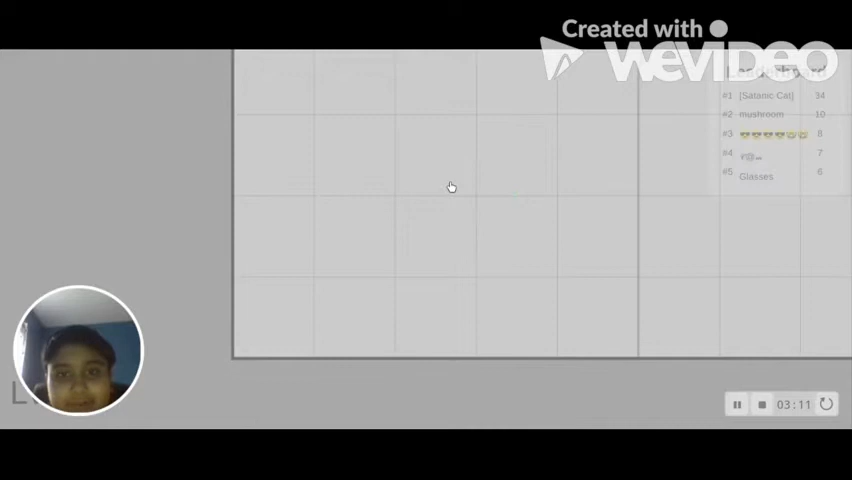 Created with
WEVIDEO
Leaderboard
#1 [Satanic Cat] 34
#2 mushroom 10
#3 😎😎😎😎😎😎 8
#4 7
#5 Glasses 6
03:11